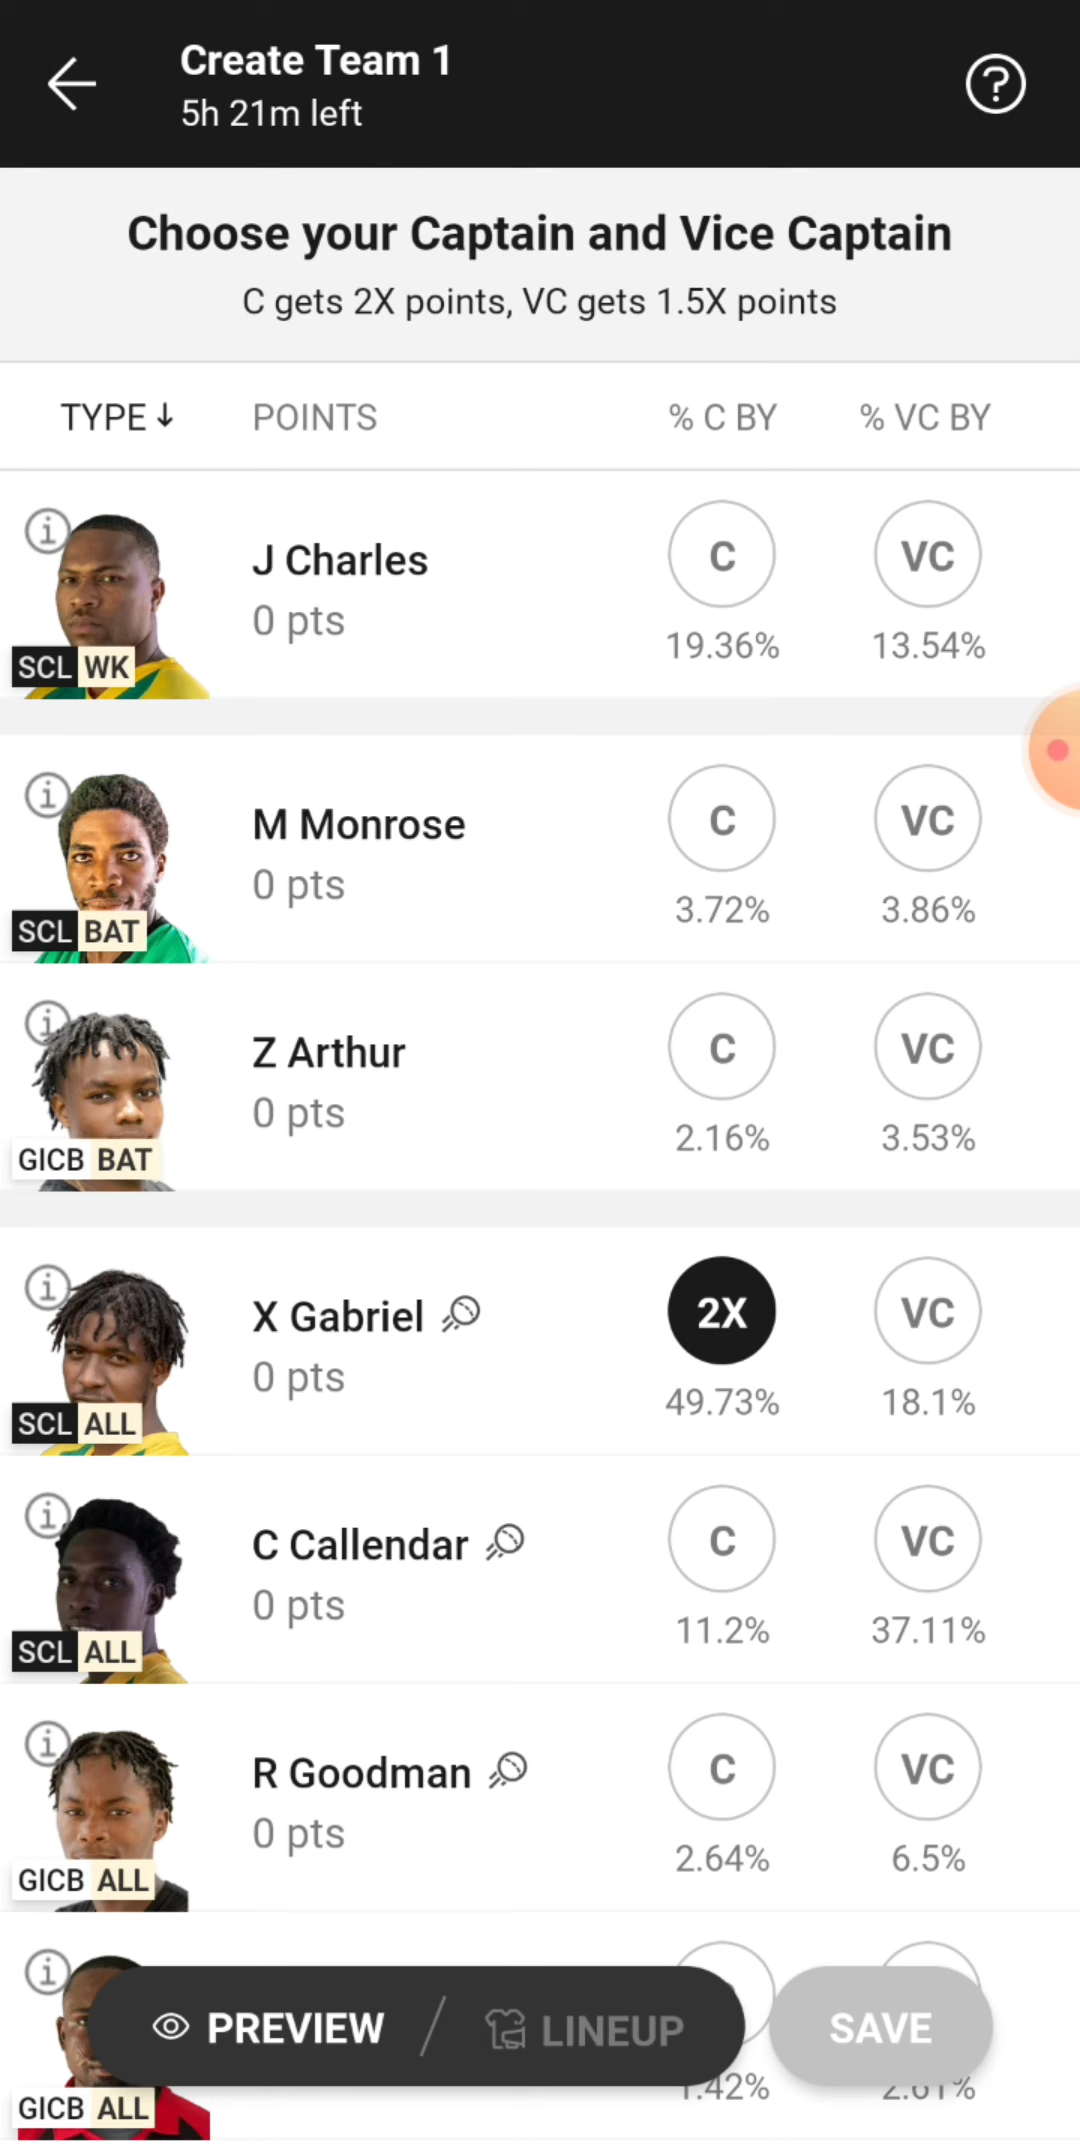 Create Team 1
5h 21m left
Choose your Captain and Vice Captain
C gets 2X points, VC gets 1.5X points
TYPE↓ POINTS % C BY % VC BY
J Charles C VC
0 pts 19.36% 13.54%
SCL WK
M Monrose C VC
0 pts 3.72% 3.86%
SCL BAT
Z Arthur C VC
0 pts 2.16% 3.53%
GICB BAT
X Gabriel 2X VC
0 pts 49.73% 18.1%
SCL ALL
C Callendar C VC
0 pts 11.2% 37.11%
SCL ALL
R Goodman C VC
0 pts 2.64% 6.5%
GICB ALL
PREVIEW / LINEUP SAVE
1.42% 2.61%
GICB ALL